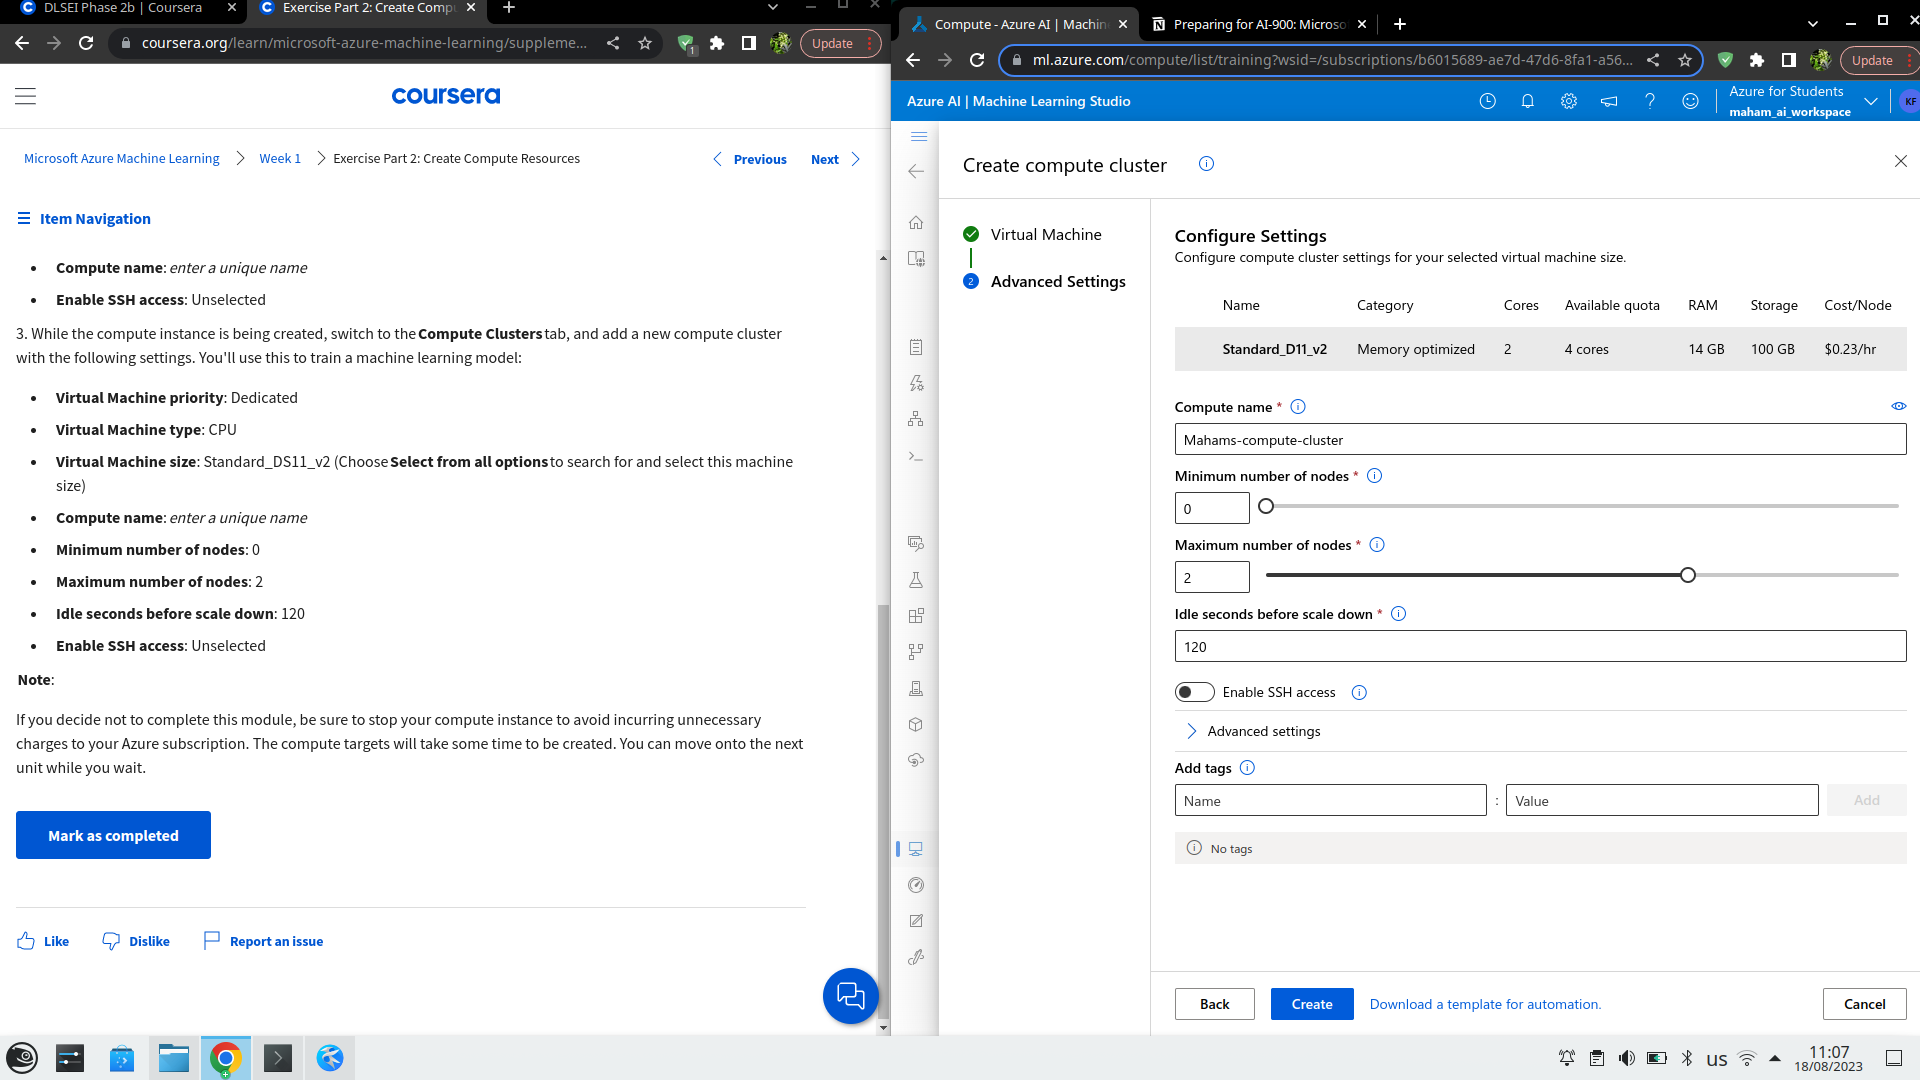 DLSEI Phase 2b | Coursera
Exercise Part 2: Create Compu
coursera.org/learn/microsoft-azure-machine-learning/suppleme...
1
Update
coursera
Microsoft Azure Machine Learning
Week 1
Exercise Part 2: Create Compute Resources
Previous
Next
Item Navigation
Compute name: enter a unique name
Enable SSH access: Unselected
3. While the compute instance is being created, switch to the Compute Clusters tab, and add a new compute cluster
with the following settings. You'll use this to train a machine learning model:
Virtual Machine priority: Dedicated
Virtual Machine type: CPU
Virtual Machine size: Standard_DS11_v2 (Choose Select from all options to search for and select this machine
size)
Compute name: enter a unique name
Minimum number of nodes: 0
Maximum number of nodes: 2
Idle seconds before scale down: 120
Enable SSH access: Unselected
Note:
If you decide not to complete this module, be sure to stop your compute instance to avoid incurring unnecessary
charges to your Azure subscription. The compute targets will take some time to be created. You can move onto the next
unit while you wait.
Mark as completed
Like
Dislike
Report an issue
Compute - Azure AI | Machin
Preparing for AI-900: Microso
ml.azure.com/compute/list/training?wsid=/subscriptions/b6015689-ae7d-47d6-8fa1-a56...
Update
Azure AI | Machine Learning Studio
Azure for Students
maham_ai_workspace
KF
Create compute cluster
Virtual Machine
2
Advanced Settings
Configure Settings
Configure compute cluster settings for your selected virtual machine size.
Name Category Cores Available quota RAM Storage Cost/Node
Standard_D11_v2 Memory optimized 2 4 cores 14 GB 100 GB $0.23/hr
Compute name *
Mahams-compute-cluster
Minimum number of nodes *
0
Maximum number of nodes *
2
Idle seconds before scale down *
120
Enable SSH access
Advanced settings
Add tags
Name : Value Add
No tags
Back
Create
Download a template for automation.
Cancel
us
11:07
18/08/2023